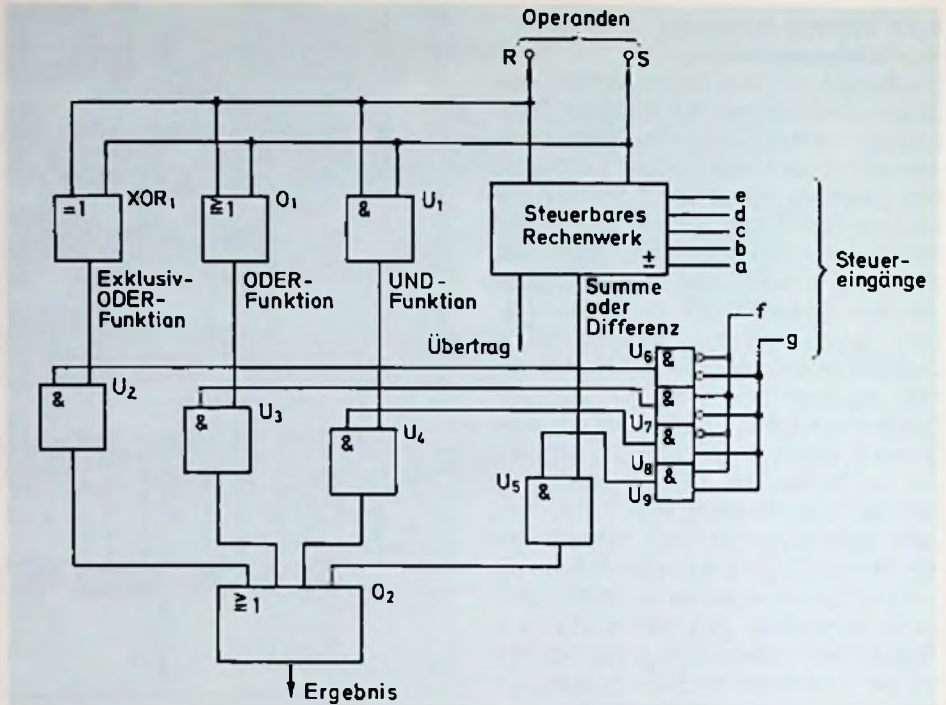 Operanden
R S
=1 XOR₁ ≥1 O₁ & U₁
Steuerbares
Rechenwerk
±
e
d
c
b
a
Steuer-
eingänge
Exklusiv-
ODER-
Funktion
ODER-
Funktion
UND-
Funktion
Summe
oder
Differenz
Übertrag
f
g
U₆ &
&
U₇ &
U₈ &
U₉
& U₂
& U₃
& U₄
U₅ &
≥1 O₂
Ergebnis